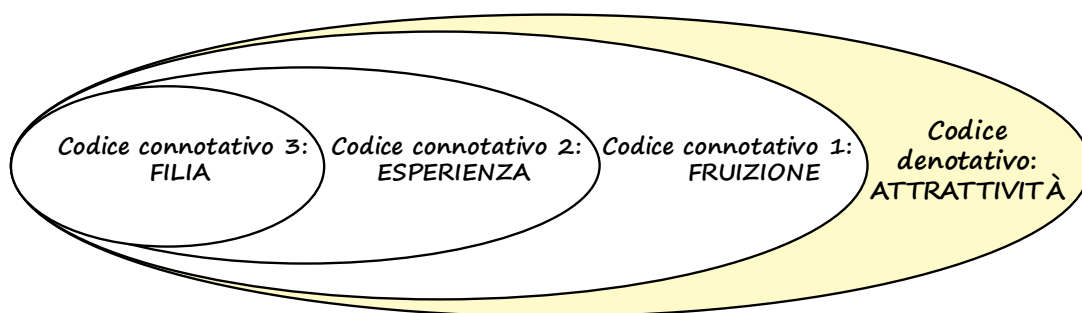 Codice connotativo 3:
FILIA
Codice connotativo 2:
ESPERIENZA
Codice connotativo 1:
FRUIZIONE
Codice
denotativo:
ATTRATTIVITÀ